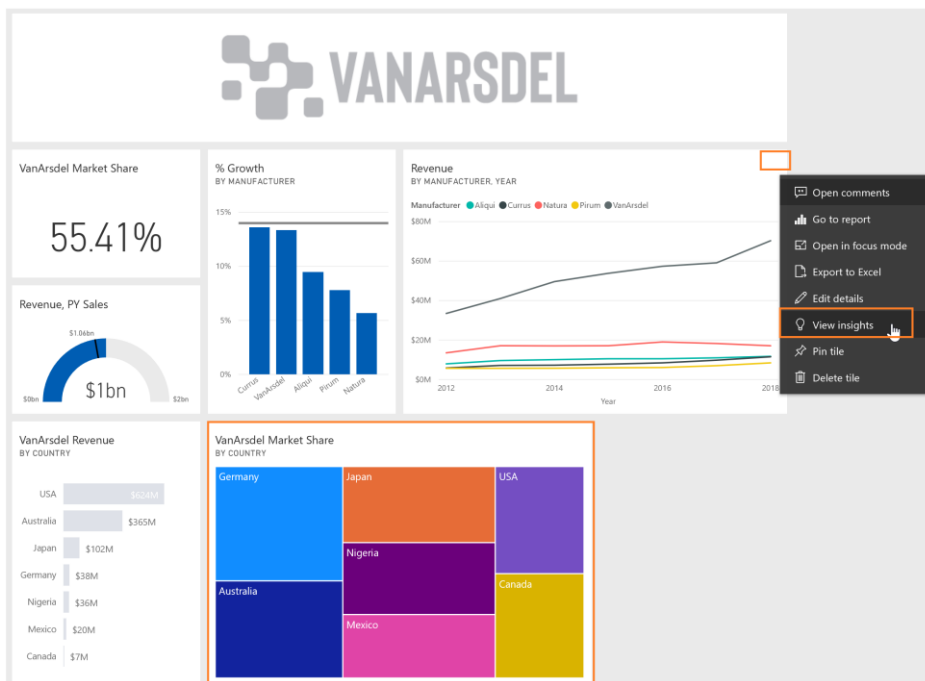 VANARSDEL
VanArsdel Market Share
55.41%
Revenue, PY Sales
$1.06bn
$1bn
$0bn
$2bn
% Growth
BY MANUFACTURER
15%
10%
5%
0%
Currus
VanArsdel
Aliqui
Pirum
Natura
Revenue
BY MANUFACTURER, YEAR
Manufacturer Aliqui Currus Natura Pirum VanArsdel
$80M
$60M
$40M
$20M
$0M
2012 2014 2016 2018
Year
Open comments
Go to report
Open in focus mode
Export to Excel
Edit details
View insights
Pin tile
Delete tile
VanArsdel Revenue
BY COUNTRY
USA $624M
Australia $365M
Japan $102M
Germany $38M
Nigeria $36M
Mexico $20M
Canada $7M
VanArsdel Market Share
BY COUNTRY
Germany
Japan
USA
Nigeria
Canada
Australia
Mexico